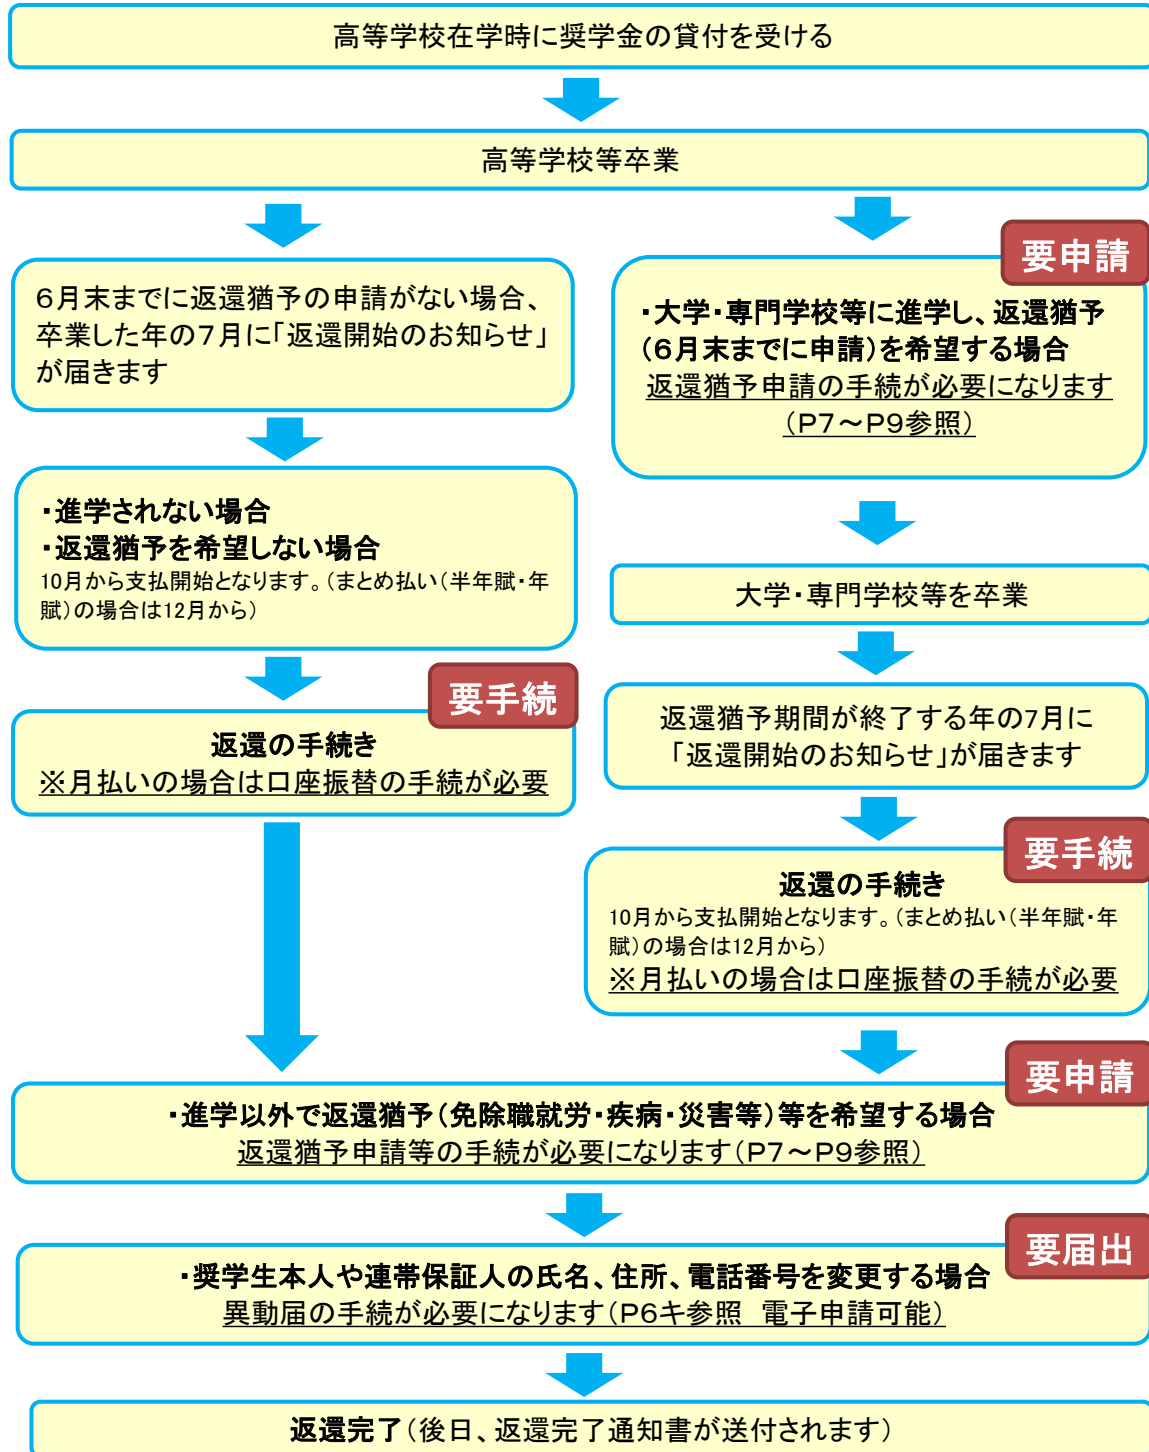 高等学校在学時に奨学金の貸付を受ける
高等学校等卒業
6月末までに返還猶予の申請がない場合、
卒業した年の7月に「返還開始のお知らせ」
が届きます
・進学されない場合
・返還猶予を希望しない場合
10月から支払開始となります。(まとめ払い(半年賦・年
賦)の場合は12月から)
要手続
返還の手続き
※月払いの場合は口座振替の手続が必要
要申請
・大学・専門学校等に進学し、返還猶予
(6月末までに申請)を希望する場合
返還猶予申請の手続が必要になります
(P7～P9参照)
大学・専門学校等を卒業
返還猶予期間が終了する年の7月に
「返還開始のお知らせ」が届きます
要手続
返還の手続き
10月から支払開始となります。(まとめ払い(半年賦・年
賦)の場合は12月から)
※月払いの場合は口座振替の手続が必要
要申請
・進学以外で返還猶予(免除職就労・疾病・災害等)等を希望する場合
返還猶予申請等の手続が必要になります(P7～P9参照)
要届出
・奨学生本人や連帯保証人の氏名、住所、電話番号を変更する場合
異動届の手続が必要になります(P6キ参照　電子申請可能)
返還完了(後日、返還完了通知書が送付されます)